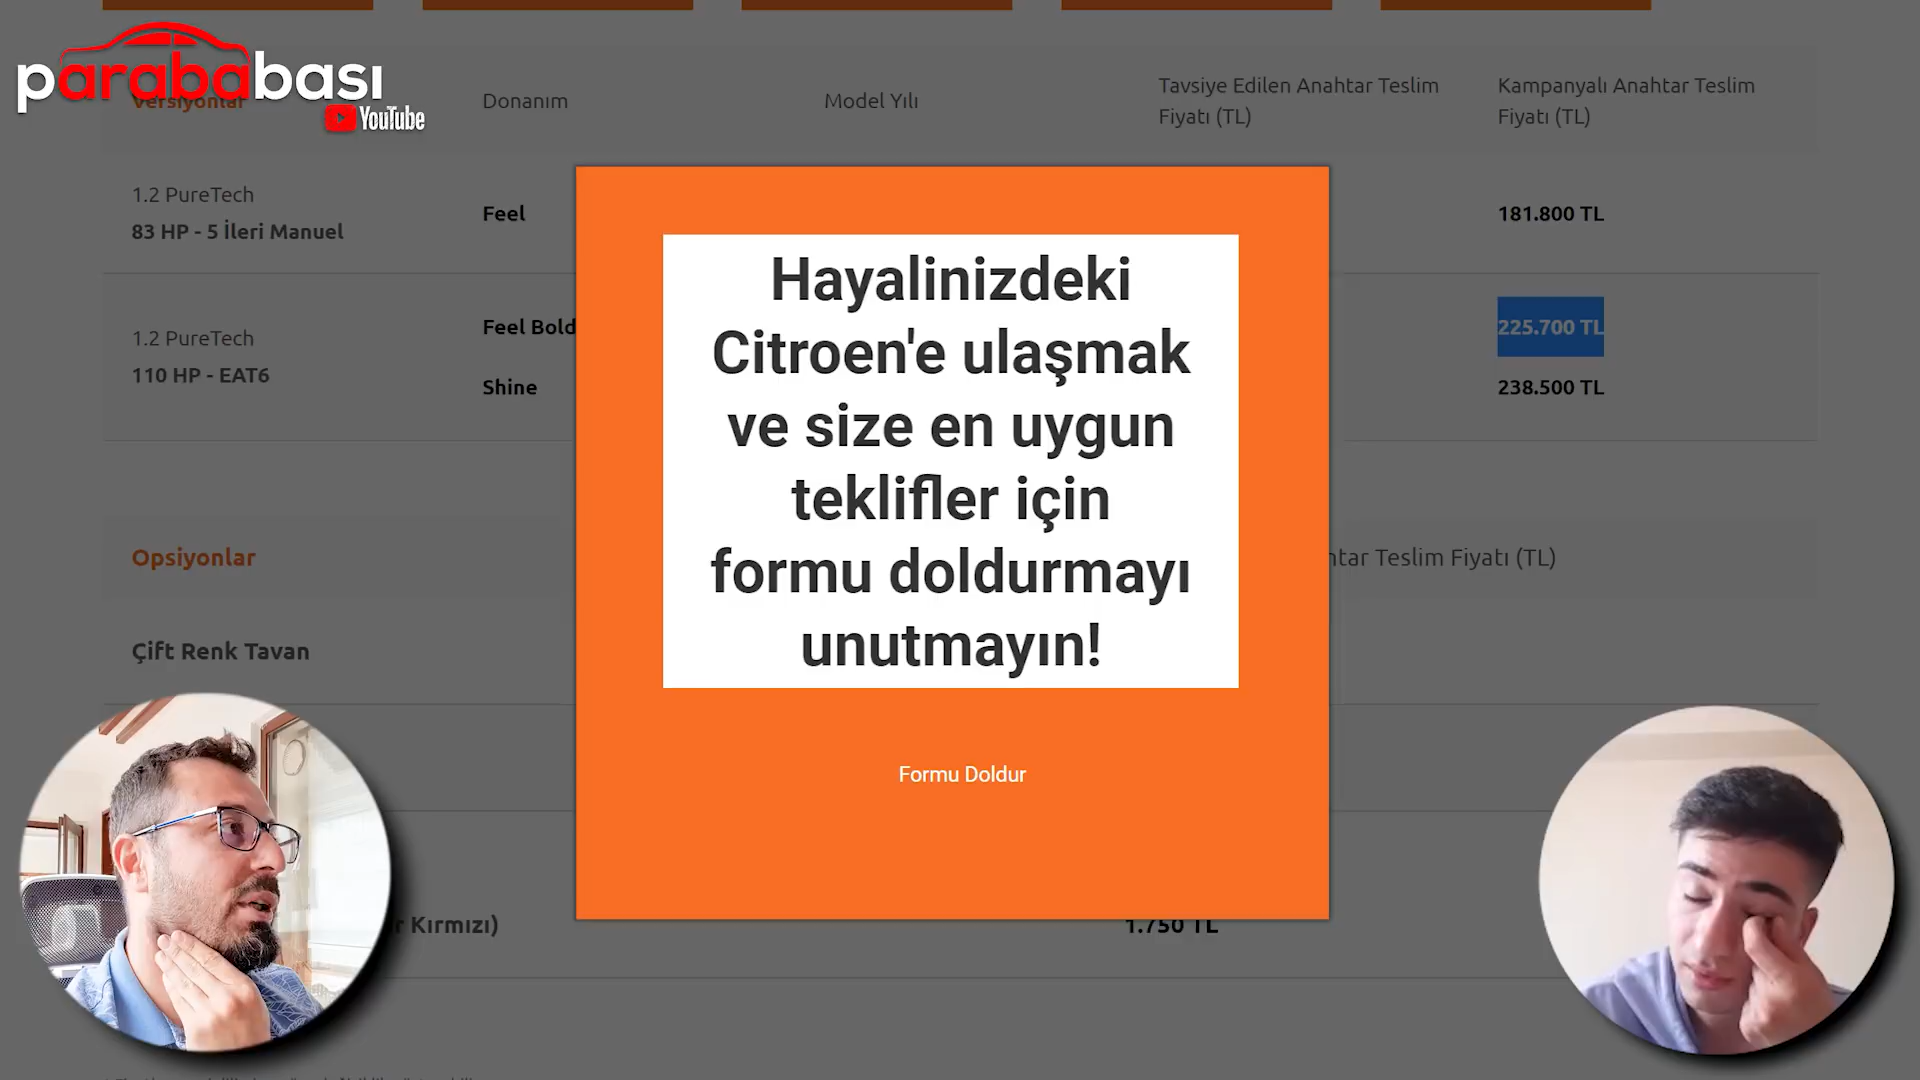 parababası
YouTube
Versiyonlar
Donanım
Model Yılı
Tavsiye Edilen Anahtar Teslim
Fiyatı (TL)
Kampanyalı Anahtar Teslim
Fiyatı (TL)
1.2 PureTech
83 HP - 5 İleri Manuel
Feel
181.800 TL
1.2 PureTech
110 HP - EAT6
Feel Bold
225.700 TL
Shine
238.500 TL
Hayalinizdeki
Citroen'e ulaşmak
ve size en uygun
teklifler için
formu doldurmayı
unutmayın!
Formu Doldur
Opsiyonlar
htar Teslim Fiyatı (TL)
Çift Renk Tavan
r Kırmızı)
1.750 TL